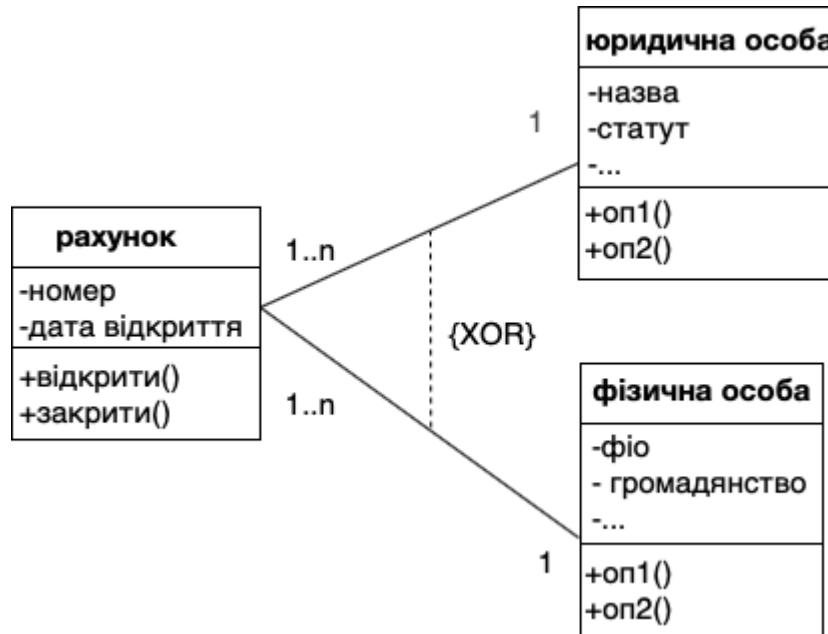 юридична особа
-назва
-статут
-...
+оп1()
+оп2()
1
1..n
рахунок
-номер
-дата відкриття
+відкрити()
+закрити()
{XOR}
1..n
1
фізична особа
-фіо
- громадянство
-...
+оп1()
+оп2()